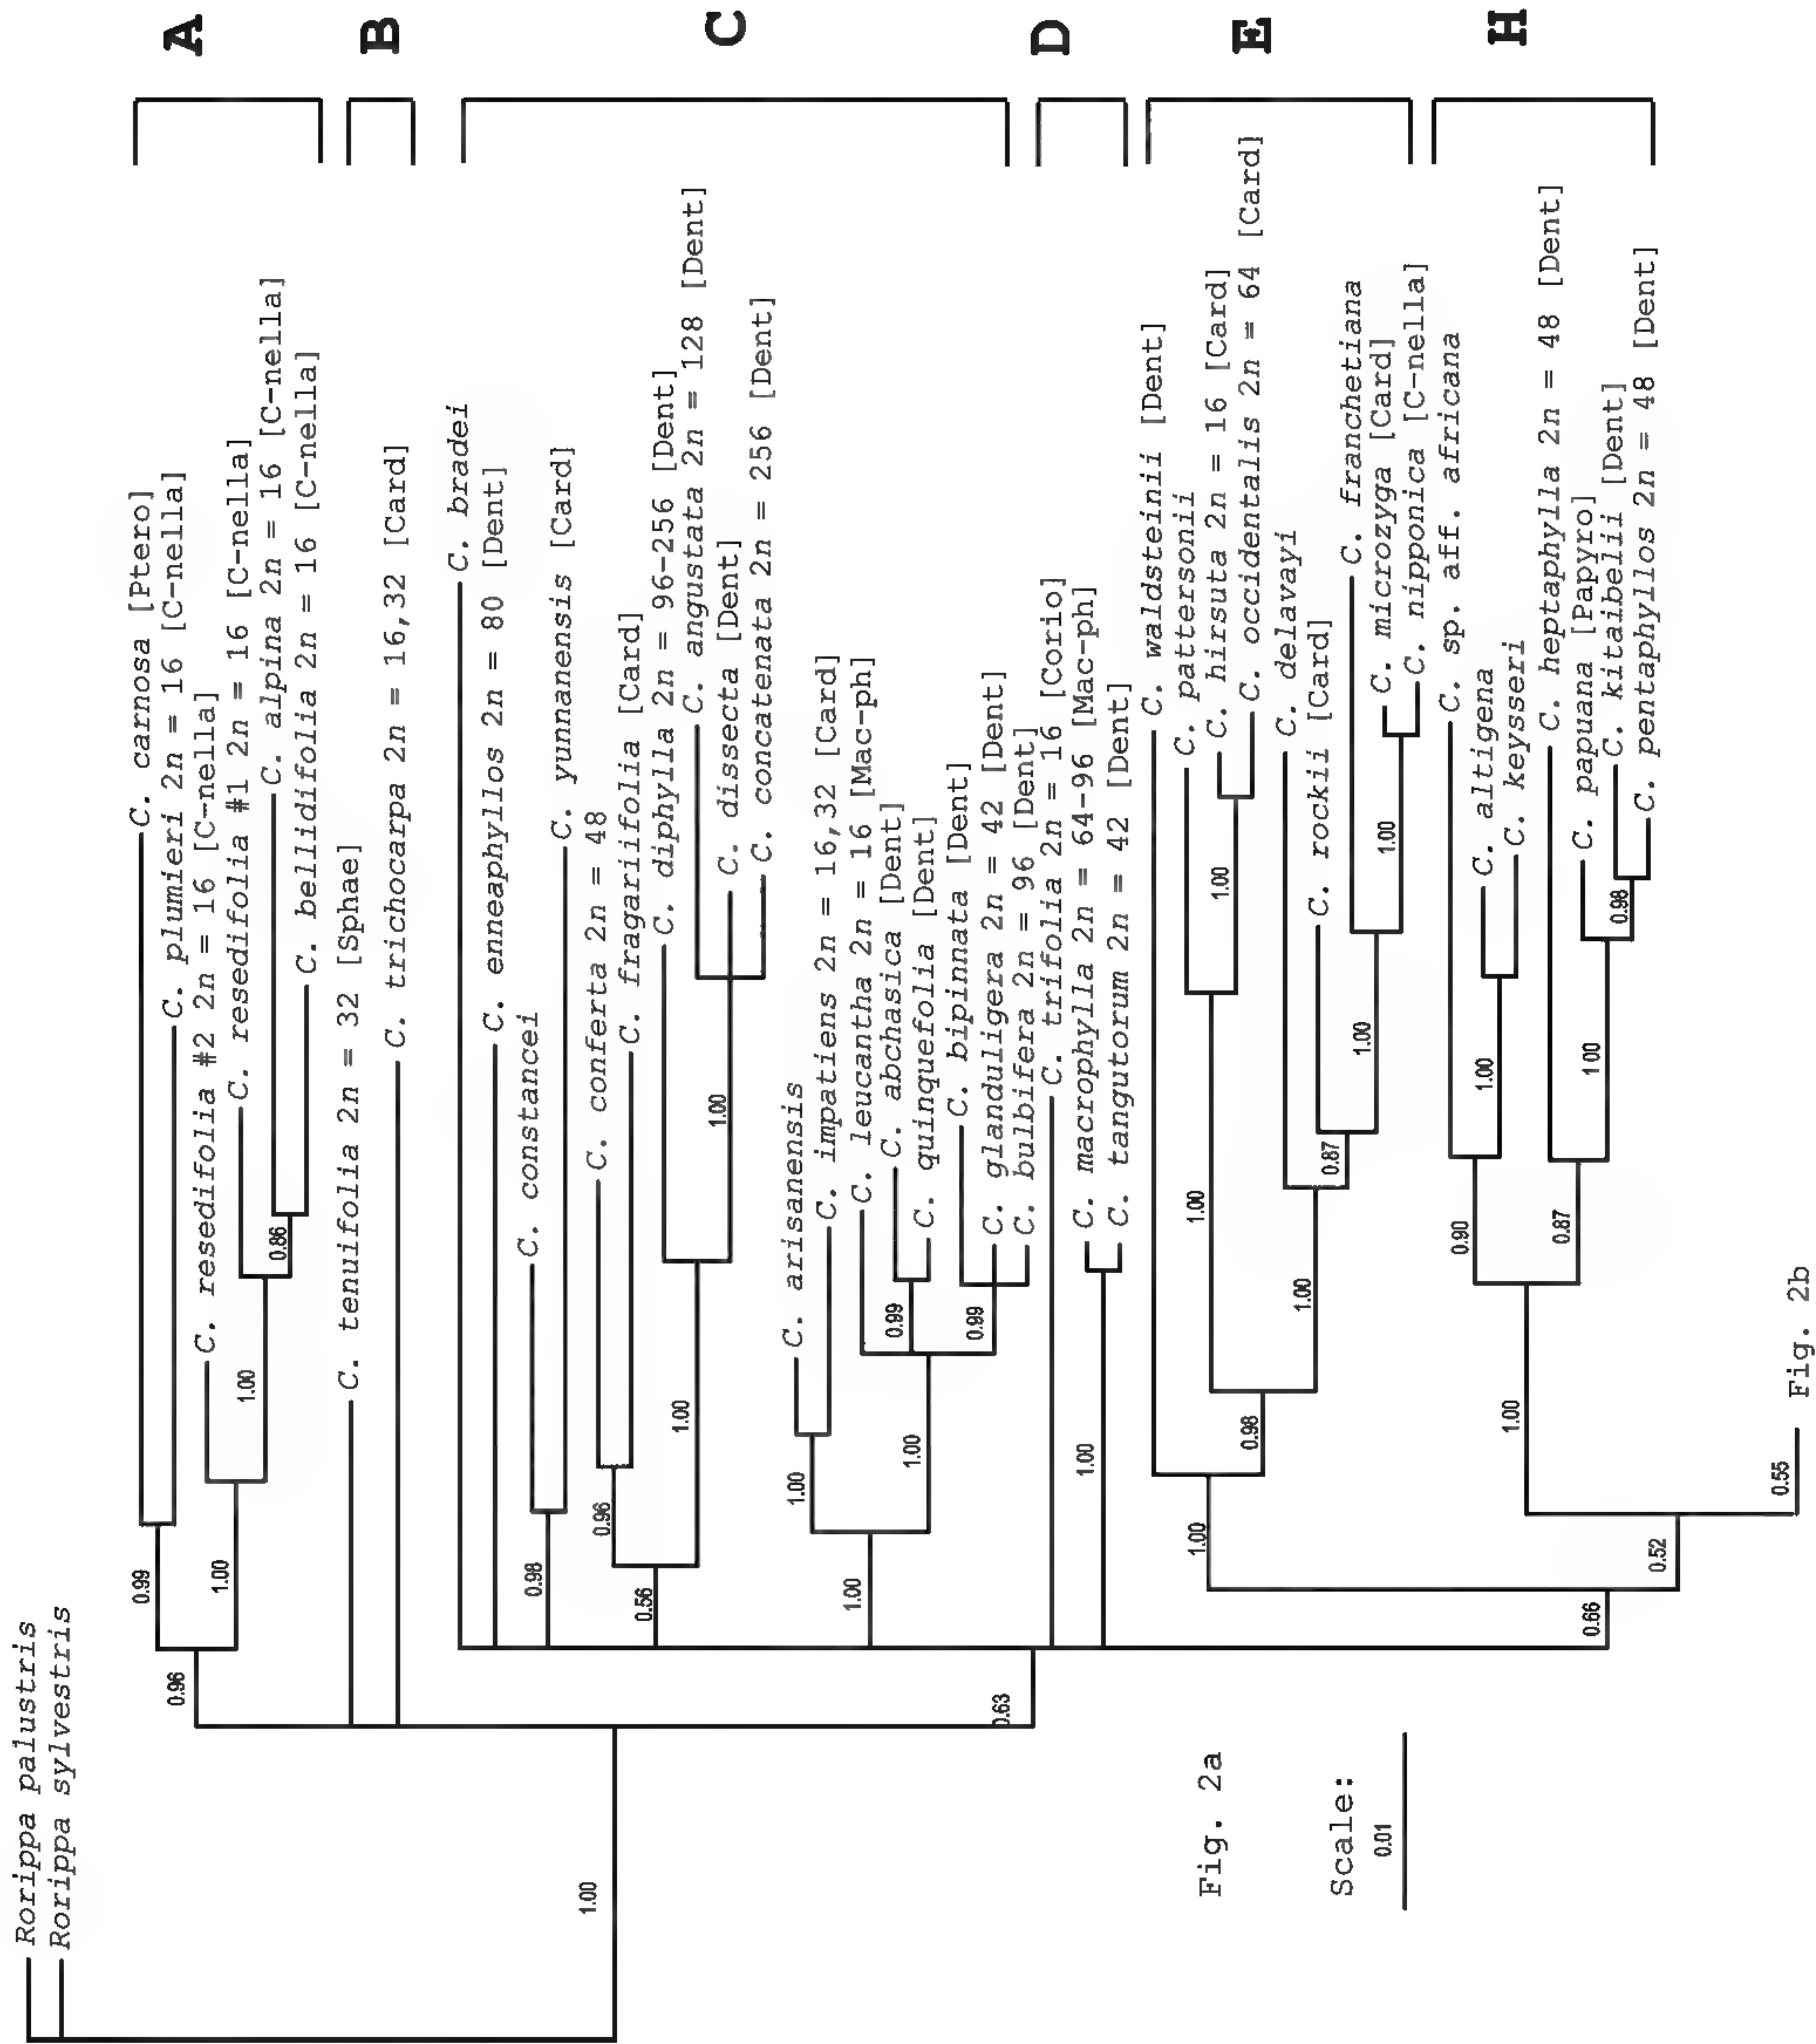 Rorippa palustris
Rorippa sylvestris
C. carnosa [Ptero]
C. plumieri 2n = 16 [C-nella]
C. resedifolia #2 2n = 16 [C-nella]
C. resedifolia #1 2n = 16 [C-nella]
C. alpina 2n = 16 [C-nella]
C. bellidifolia 2n = 16 [C-nella]
A
C. tenuifolia 2n = 32 [Sphae]
C. trichocarpa 2n = 16,32 [Card]
B
C. bradei
C. enneaphyllos 2n = 80 [Dent]
C. constancei
C. yunnanensis [Card]
C. conferta 2n = 48
C. fragariifolia [Card]
C. diphylla 2n = 96-256 [Dent]
C. angustata 2n = 128 [Dent]
C. dissecta [Dent]
C. concatenata 2n = 256 [Dent]
C. arisanensis
C. impatiens 2n = 16,32 [Card]
C. leucantha 2n = 16 [Mac-ph]
C. abchasica [Dent]
C. quinquefolia [Dent]
C. bipinnata [Dent]
C. glanduligera 2n = 42 [Dent]
C. bulbifera 2n = 96 [Dent]
C
C. trifolia 2n = 16 [Corio]
C. macrophylla 2n = 64-96 [Mac-ph]
C. tangutorum 2n = 42 [Dent]
D
C. waldsteinii [Dent]
C. pattersonii
C. hirsuta 2n = 16 [Card]
C. occidentalis 2n = 64 [Card]
C. delavayi
C. rockii [Card]
C. franchetiana
C. microzyga [Card]
C. nipponica [C-nella]
E
C. sp. aff. africana
C. altigena
C. keysseri
C. heptaphylla 2n = 48 [Dent]
C. papuana [Papyro]
C. kitaibelii [Dent]
C. pentaphyllos 2n = 48 [Dent]
H
Fig. 2b
1.00
0.96
0.99
1.00
1.00
0.86
0.63
0.98
0.56
0.96
1.00
1.00
1.00
1.00
1.00
0.99
0.99
1.00
0.66
1.00
0.98
1.00
1.00
1.00
0.87
1.00
1.00
0.52
1.00
0.90
1.00
0.87
1.00
0.98
0.55
Fig. 2a
Scale:
0.01